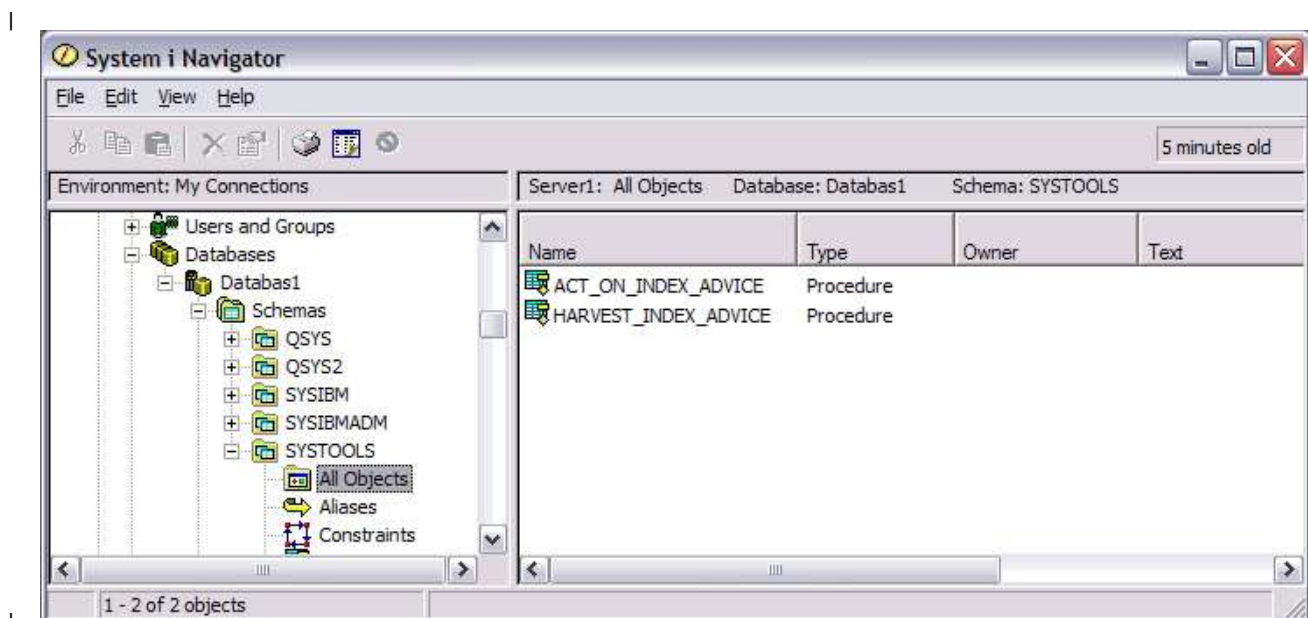 System i Navigator
File Edit View Help
5 minutes old
Environment: My Connections
Server1: All Objects Database: Databas1 Schema: SYSTOOLS
Users and Groups
Databases
Databas1
Schemas
QSYS
QSYS2
SYSIBM
SYSIBMADM
SYSTOOLS
All Objects
Aliases
Constraints
Name Type Owner Text
ACT_ON_INDEX_ADVICE Procedure
HARVEST_INDEX_ADVICE Procedure
1 - 2 of 2 objects